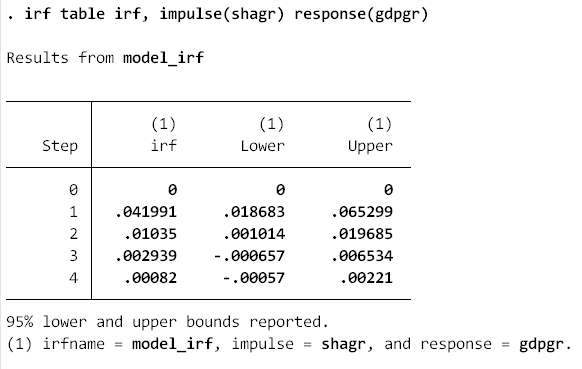 . irf table irf, impulse(shagr) response(gdpgr)
Results from model_irf
(1) (1) (1)
Step irf Lower Upper
0 0 0 0
1 .041991 .018683 .065299
2 .01035 .001014 .019685
3 .002939 -.000657 .006534
4 .00082 -.00057 .00221
95% lower and upper bounds reported.
(1) irfname = model_irf, impulse = shagr, and response = gdpgr.